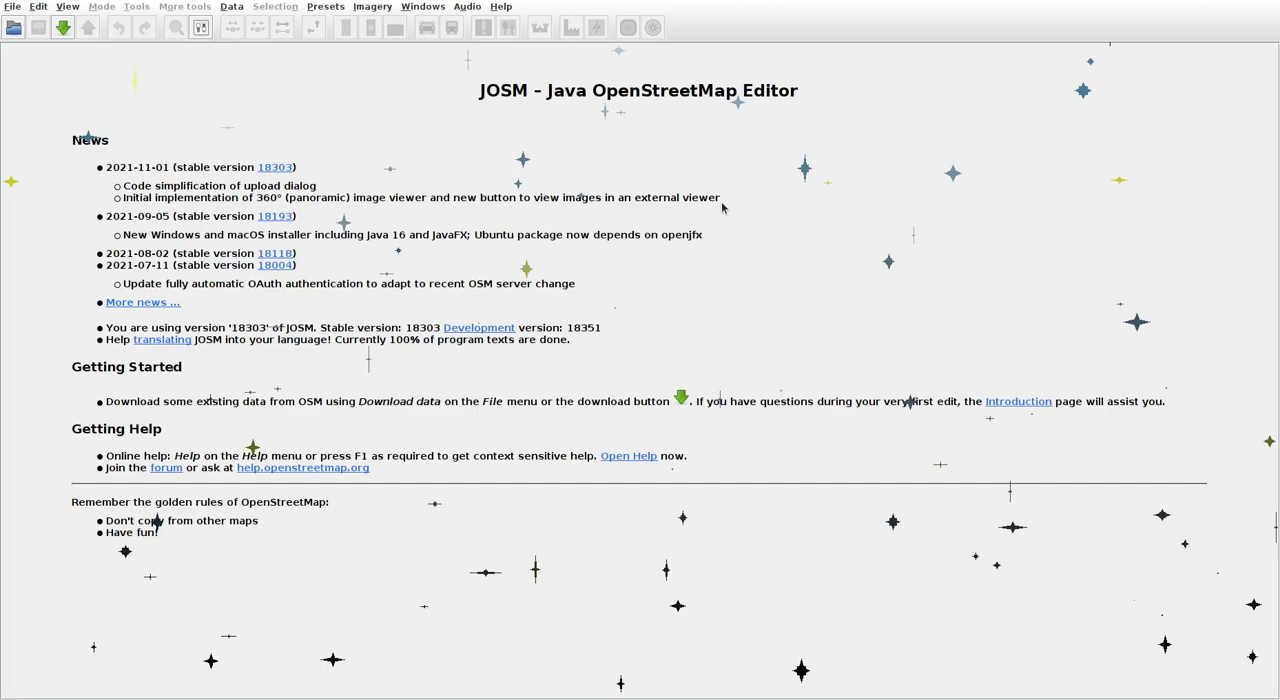 File Edit View Mode Tools More tools Data Selection Presets Imagery Windows Audio Help
JOSM – Java OpenStreetMap Editor
News
2021-11-01 (stable version 18303)
Code simplification of upload dialog
Initial implementation of 360° (panoramic) image viewer and new button to view images in an external viewer
2021-09-05 (stable version 18193)
New Windows and macOS installer including Java 16 and JavaFX; Ubuntu package now depends on openjfx
2021-08-02 (stable version 18118)
2021-07-11 (stable version 18004)
Update fully automatic OAuth authentication to adapt to recent OSM server change
More news ...
You are using version '18303' of JOSM. Stable version: 18303 Development version: 18351
Help translating JOSM into your language! Currently 100% of program texts are done.
Getting Started
Download some existing data from OSM using Download data on the File menu or the download button . If you have questions during your very first edit, the Introduction page will assist you.
Getting Help
Online help: Help on the Help menu or press F1 as required to get context sensitive help. Open Help now.
Join the forum or ask at help.openstreetmap.org
Remember the golden rules of OpenStreetMap:
Don't copy from other maps
Have fun!